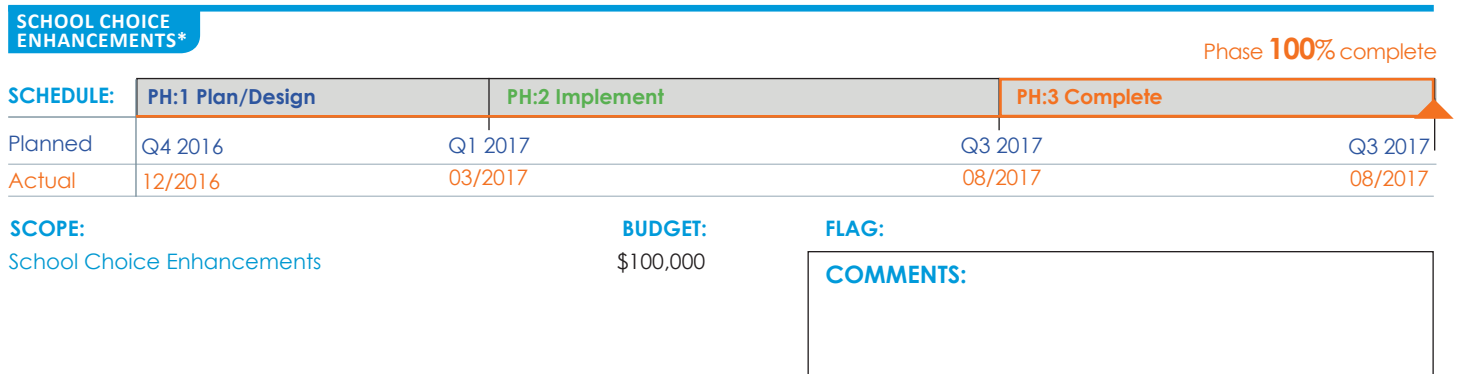 SCHOOL CHOICE
ENHANCEMENTS*
Phase 100% complete
SCHEDULE: PH:1 Plan/Design PH:2 Implement PH:3 Complete
Planned Q4 2016 Q1 2017 Q3 2017 Q3 2017
Actual 12/2016 03/2017 08/2017 08/2017
SCOPE: BUDGET: FLAG:
School Choice Enhancements $100,000
COMMENTS: